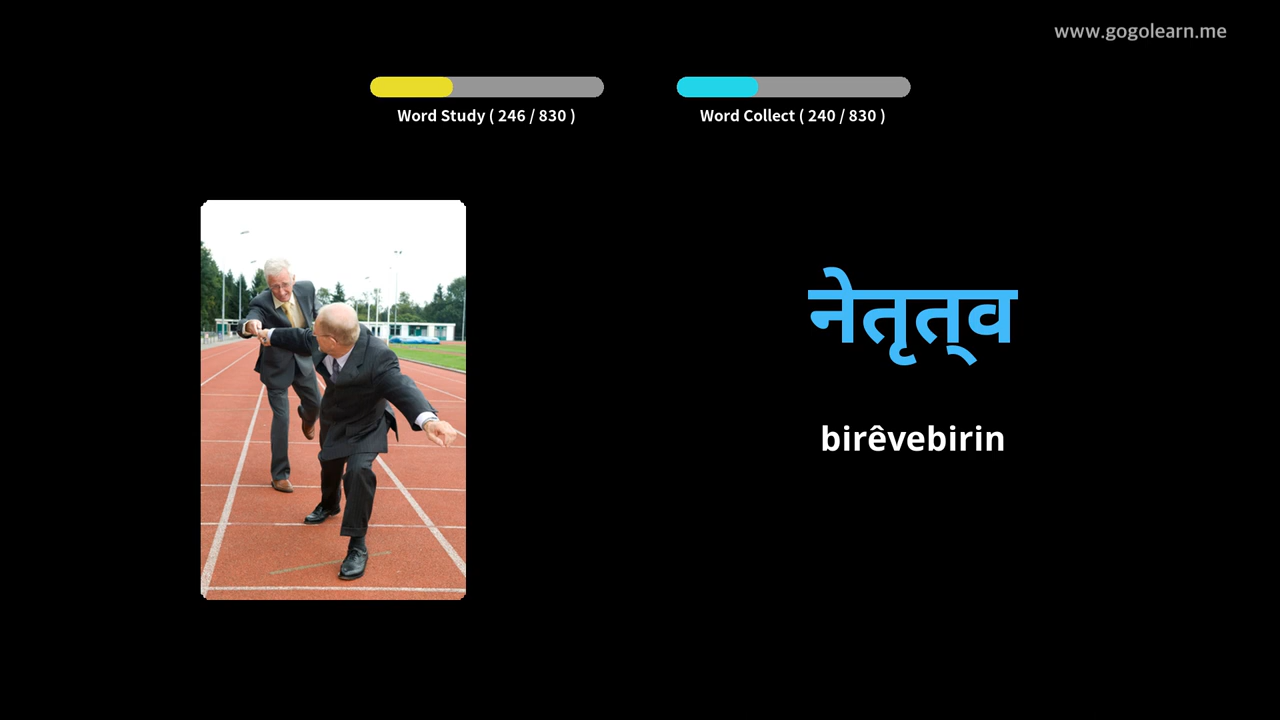 www.gogolearn.me
Word Study ( 246 / 830 )
Word Collect ( 240 / 830 )
नेतृत्‌व
birêvebirin